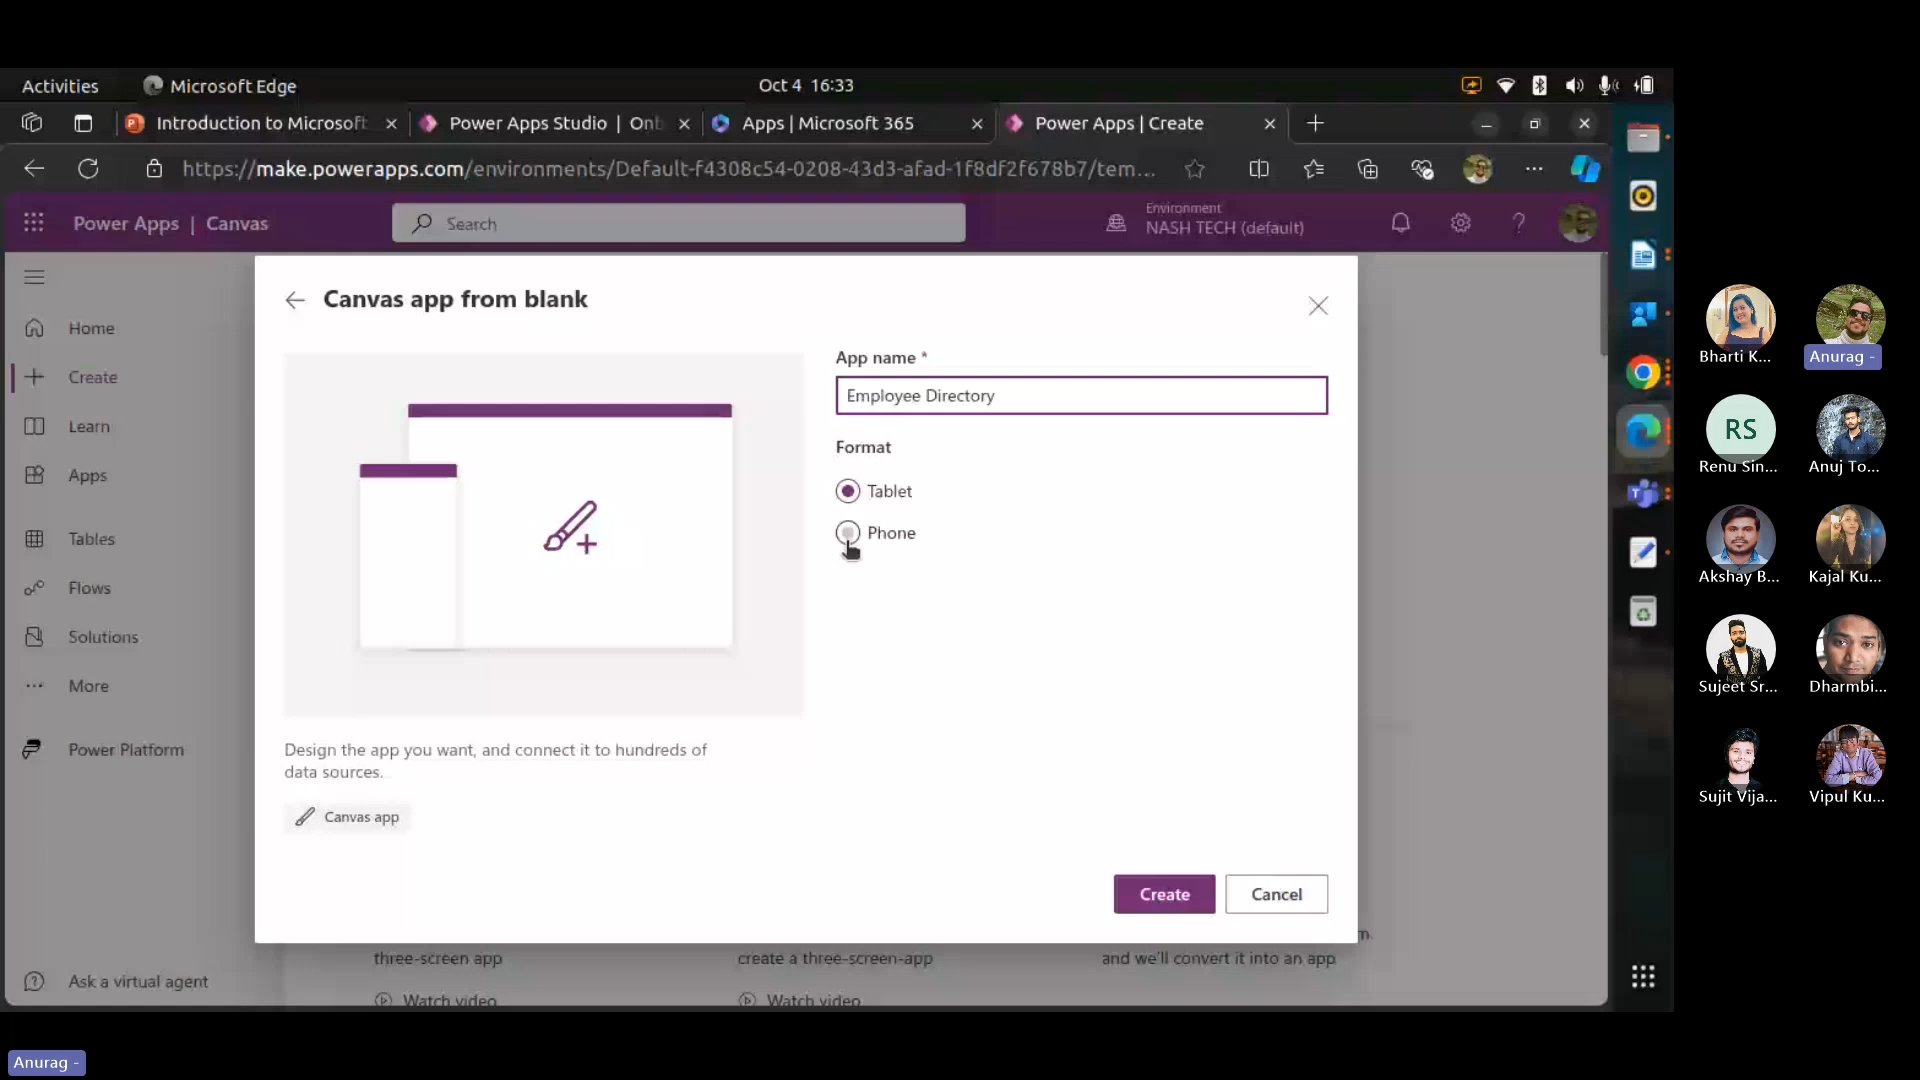 Activities
Microsoft Edge
Oct 4 16:33
Introduction to Microsoft
Power Apps Studio | Ont
Apps | Microsoft 365
Power Apps | Create
https://make.powerapps.com/environments/Default-f4308c54-0208-43d3-afad-1f8df2f678b7/tem...
Power Apps | Canvas
Search
Environment
NASH TECH (default)
Home
Create
Learn
Apps
Tables
Flows
Solutions
More
Power Platform
Ask a virtual agent
Canvas app from blank
App name *
Employee Directory
Format
Tablet
Phone
Design the app you want, and connect it to hundreds of
data sources.
Canvas app
Create
Cancel
three-screen app
create a three-screen-app
and we'll convert it into an app
Watch video
Watch video
Bharti K...
Anurag -
RS
Renu Sin...
Anuj To...
Akshay B...
Kajal Ku...
Sujeet Sr...
Dharmbi...
Sujit Vija...
Vipul Ku...
Anurag -